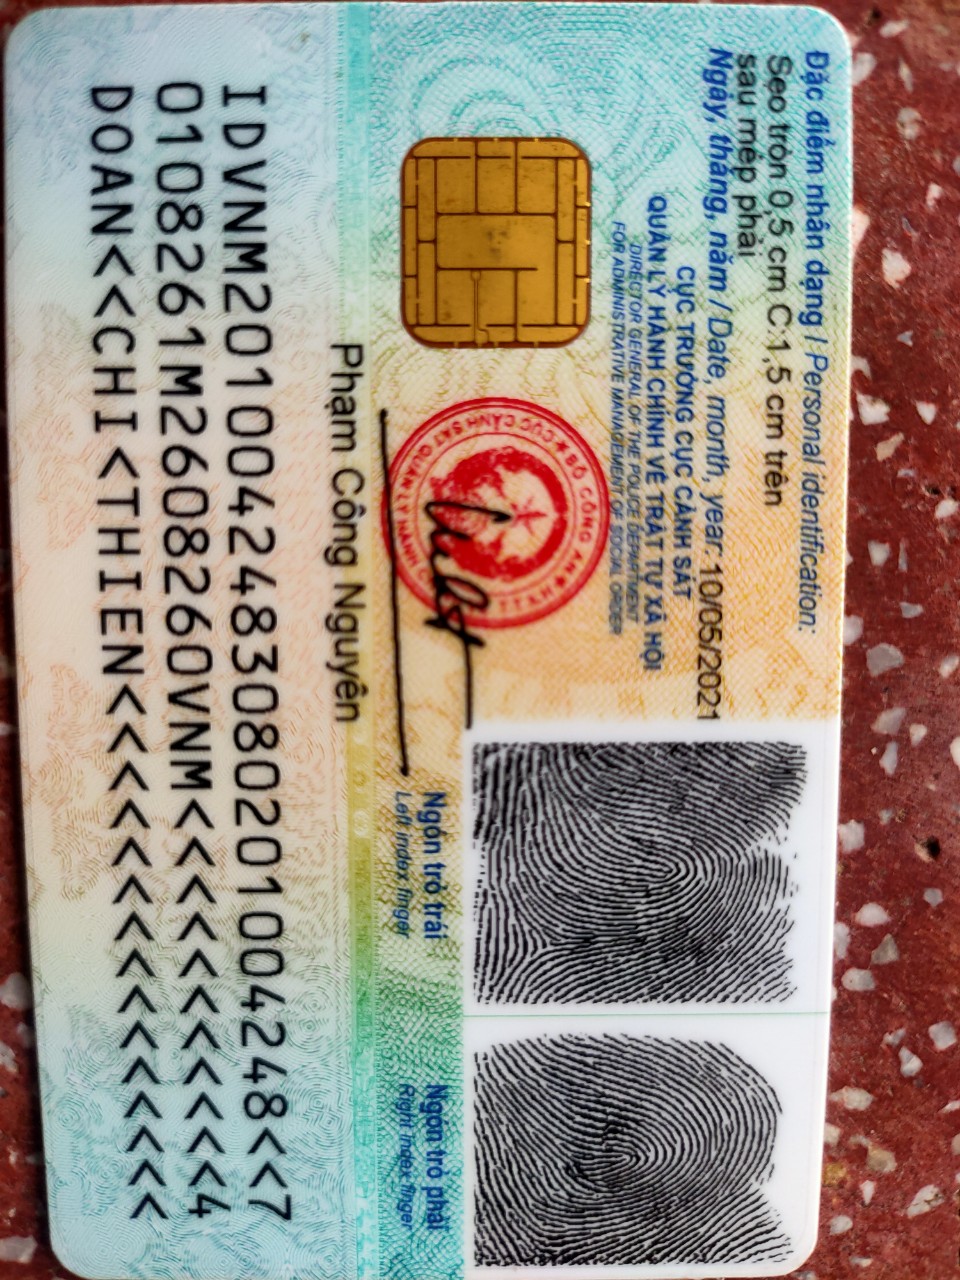 Đặc điểm nhân dạng / Personal identification:
Sẹo tròn 0,5 cm C:1,5 cm trên
sau mép phải
Ngày, tháng, năm / Date, month, year: 10/05/2021
CỤC TRƯỞNG CỤC CẢNH SÁT
QUẢN LÝ HÀNH CHÍNH VỀ TRẬT TỰ XÃ HỘI
DIRECTOR GENERAL OF THE POLICE DEPARTMENT
FOR ADMINISTRATIVE MANAGEMENT OF SOCIAL ORDER
BỘ CÔNG AN
CỤC CẢNH SÁT QUẢN LÝ HÀNH
TTXH
Phạm Công Nguyên
Ngón trỏ trái
Left index finger
Ngón trỏ phải
Right index finger
IDVNM2010042483080201004248<<7
0108261M2608260VNM<<<<<<<<<<<4
DOAN<<CHI<THIEN<<<<<<<<<<<<<<<